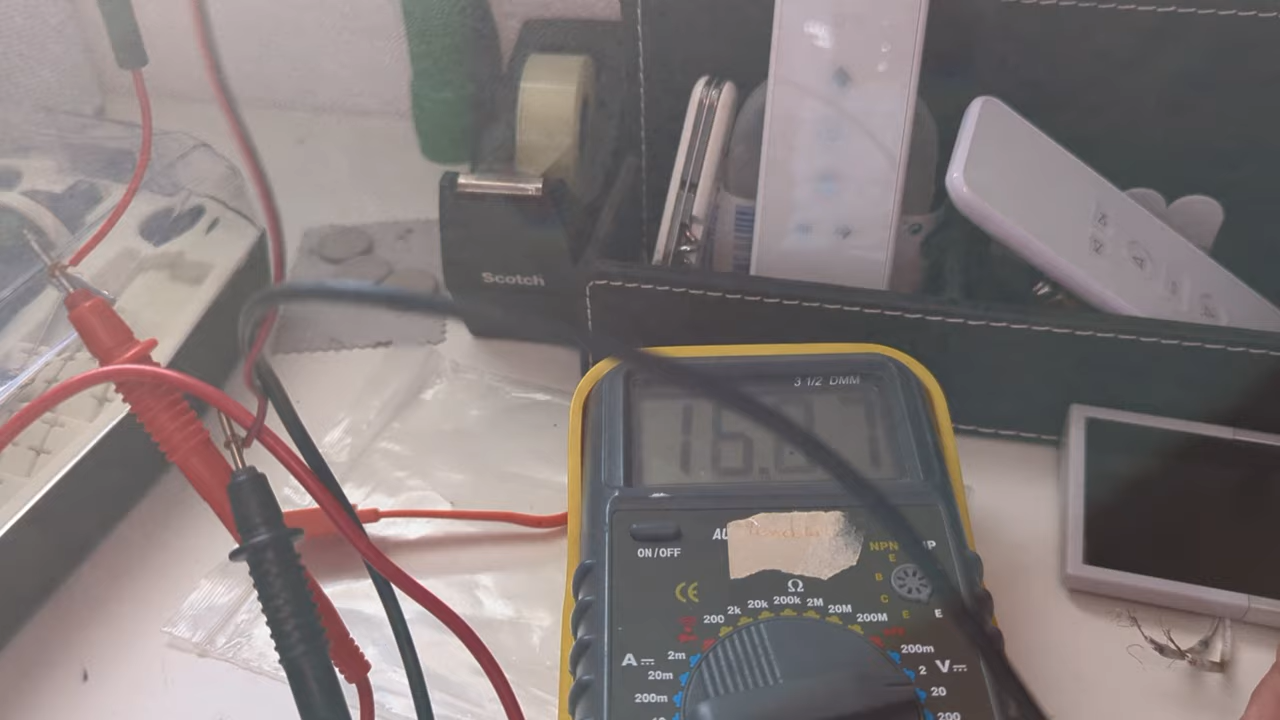 Scotch
3 1/2 DMM
ON/OFF
AU
NPN
E
B
C
E
E
CE
Ω
200
2k
20k
200k
2M
20M
200M
A
2m
20m
200m
200m
V
2
20
200